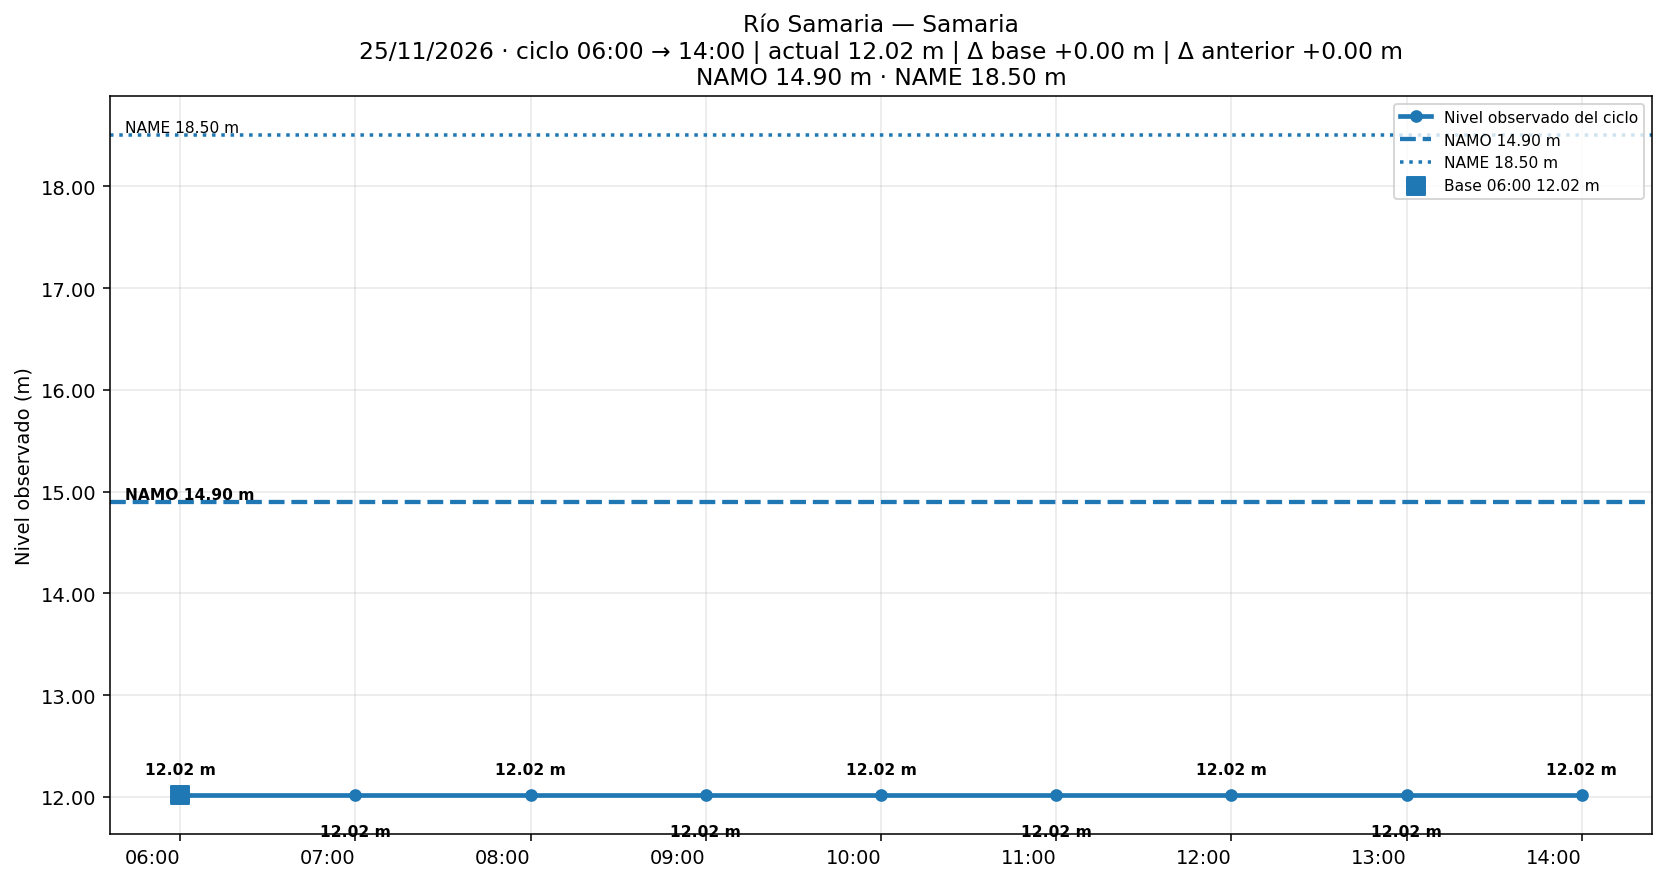 Río Samaria — Samaria
25/11/2026 · ciclo 06:00 → 14:00 | actual 12.02 m | Δ base +0.00 m | Δ anterior +0.00 m
NAMO 14.90 m · NAME 18.50 m
NAME 18.50 m
Nivel observado del ciclo
NAMO 14.90 m
NAME 18.50 m
Base 06:00 12.02 m
18.00
17.00
16.00
15.00
14.00
13.00
12.00
Nivel observado (m)
NAMO 14.90 m
12.02 m 12.02 m 12.02 m 12.02 m 12.02 m
12.02 m 12.02 m 12.02 m 12.02 m
06:00 07:00 08:00 09:00 10:00 11:00 12:00 13:00 14:00